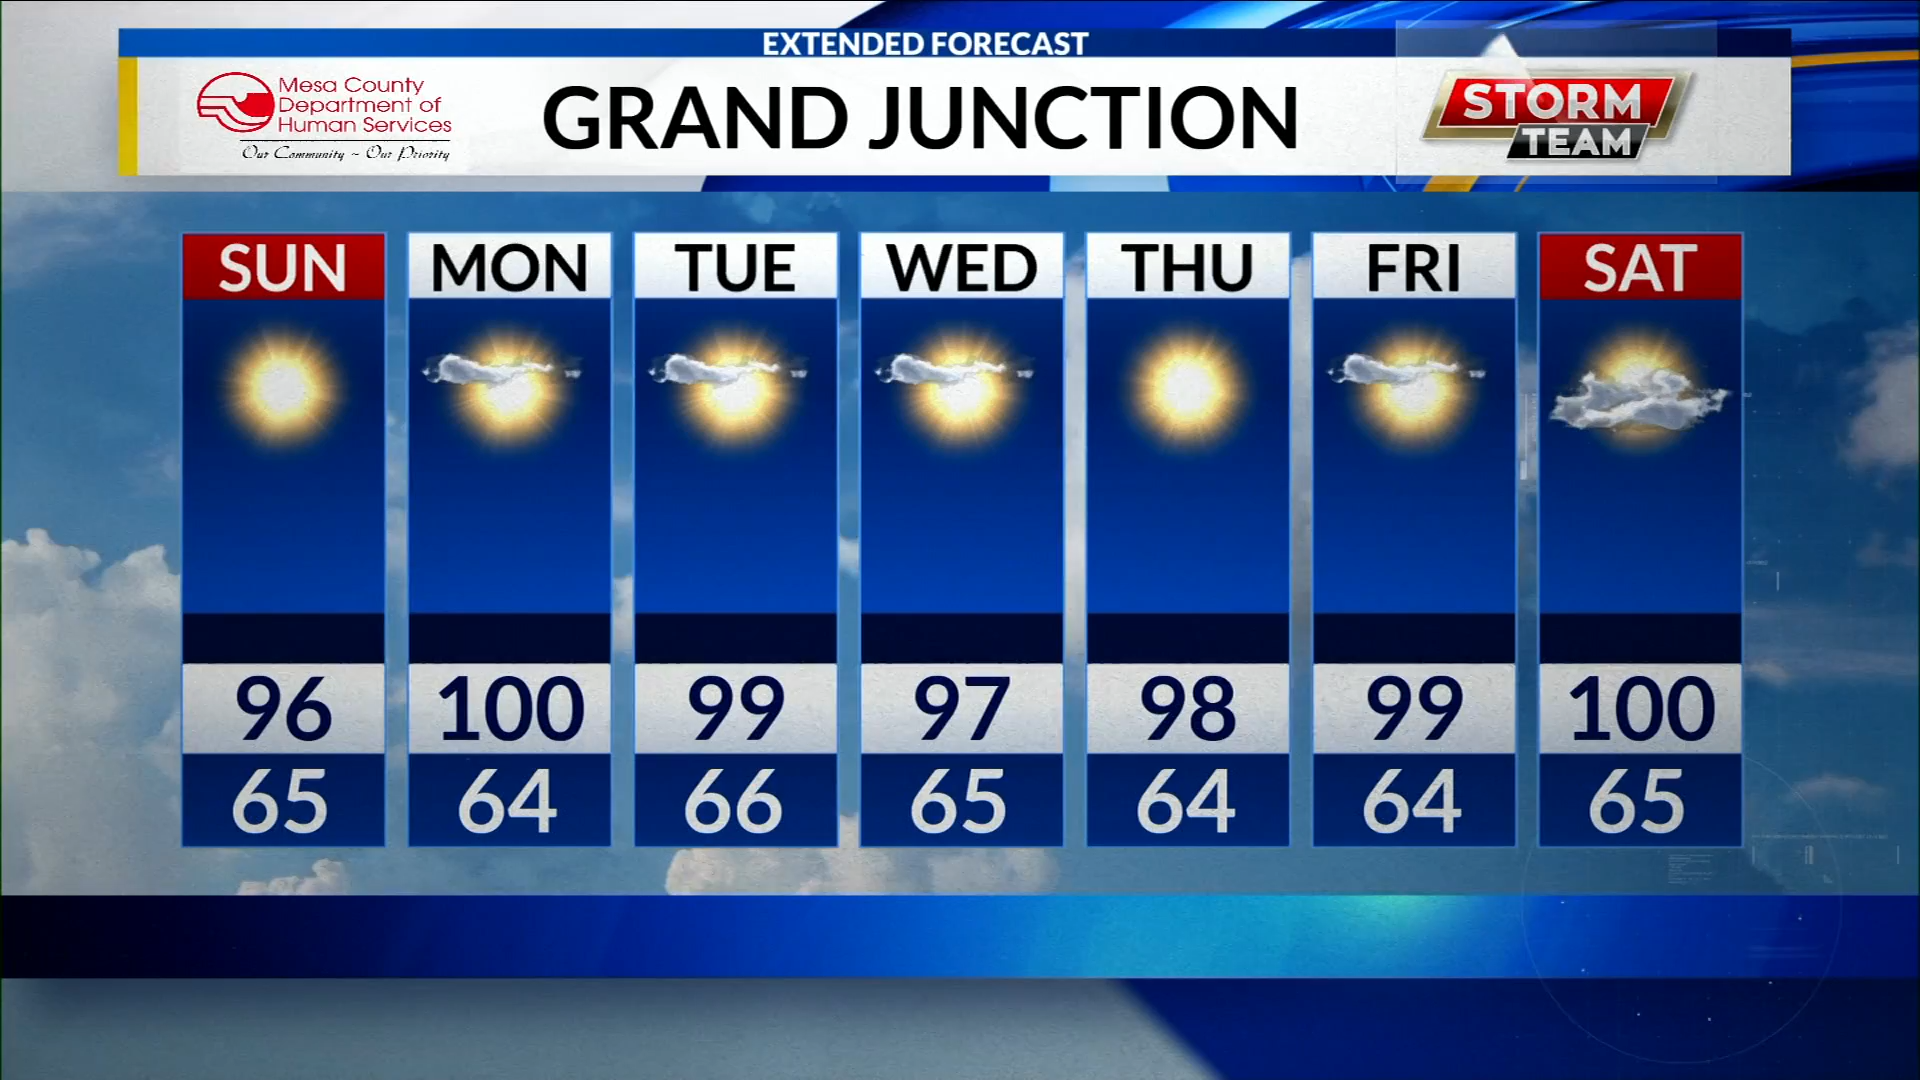 EXTENDED FORECAST
Mesa County
Department of
Human Services
Our Community ~ Our Priority
GRAND JUNCTION
STORM
TEAM
SUN MON TUE WED THU FRI SAT
96 100 99 97 98 99 100
65 64 66 65 64 64 65